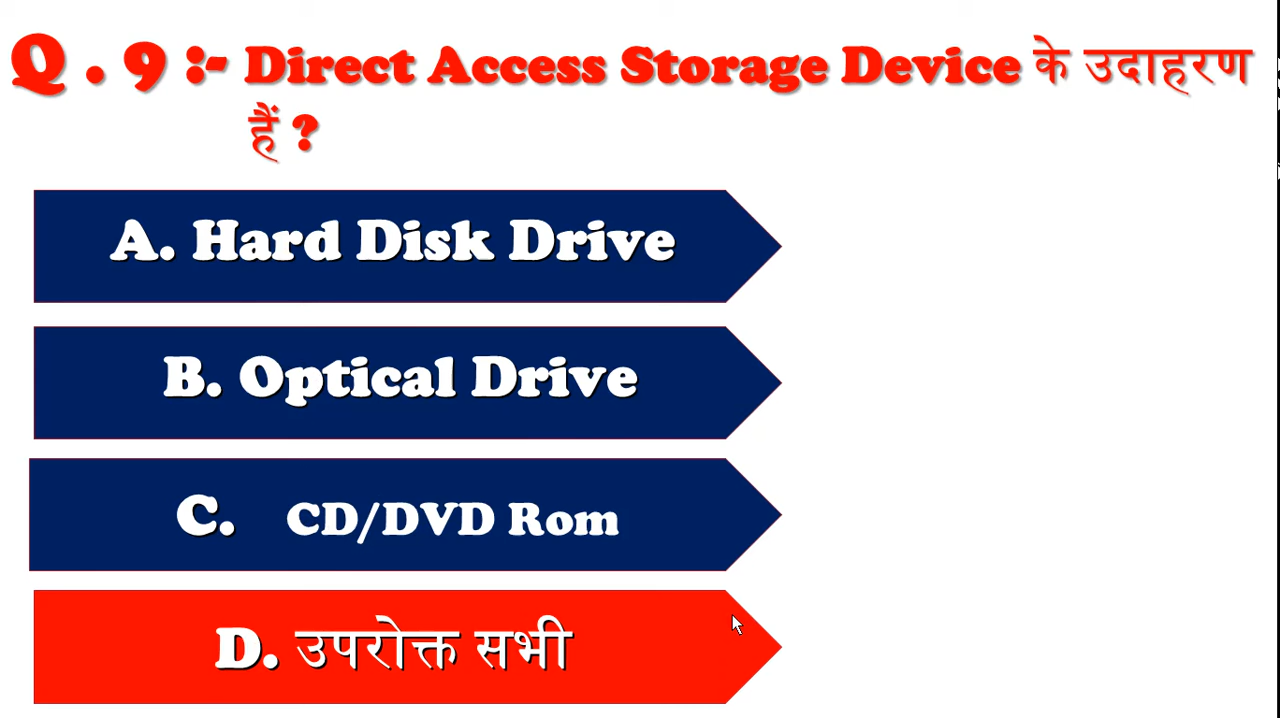 Q . 9 :- Direct Access Storage Device के उदाहरण
हैं ?
A. Hard Disk Drive
B. Optical Drive
C. CD/DVD Rom
D. उपरोक्त सभी